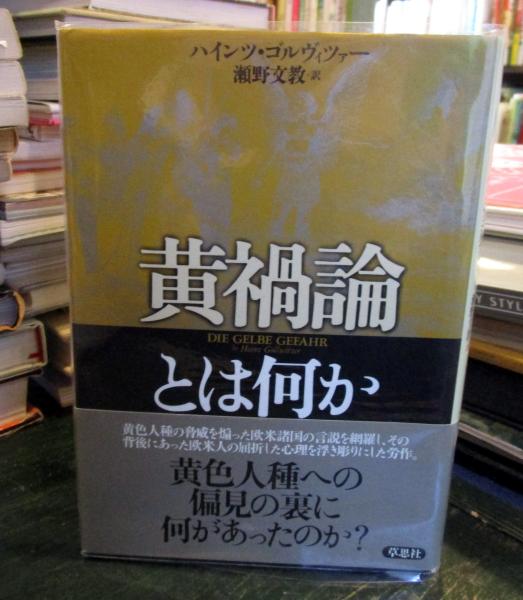 ハインツ・ゴルヴィツァー
瀬野文教・訳
黄禍論
DIE GELBE GEFAHR
by Heinz Gollwitzer
とは何か
黄色人種の脅威を煽った欧米諸国の言説を網羅し、その
背後にあった欧米人の屈折した心理を浮き彫りにした労作。
黄色人種への
偏見の裏に
何があったのか?
草思社
Y STYL